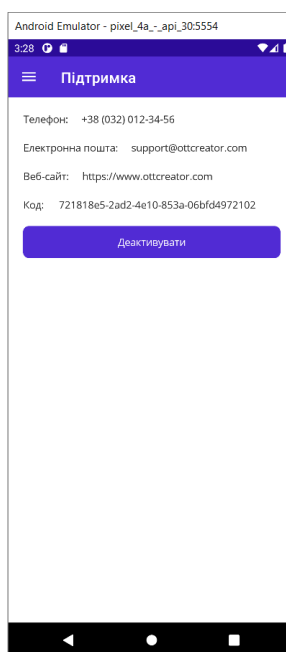 Android Emulator - pixel_4a_-_api_30:5554
3:28
Підтримка
Телефон: +38 (032) 012-34-56
Електронна пошта: support@ottcreator.com
Веб-сайт: https://www.ottcreator.com
Код: 721818e5-2ad2-4e10-853a-06bfd4972102
Деактивувати